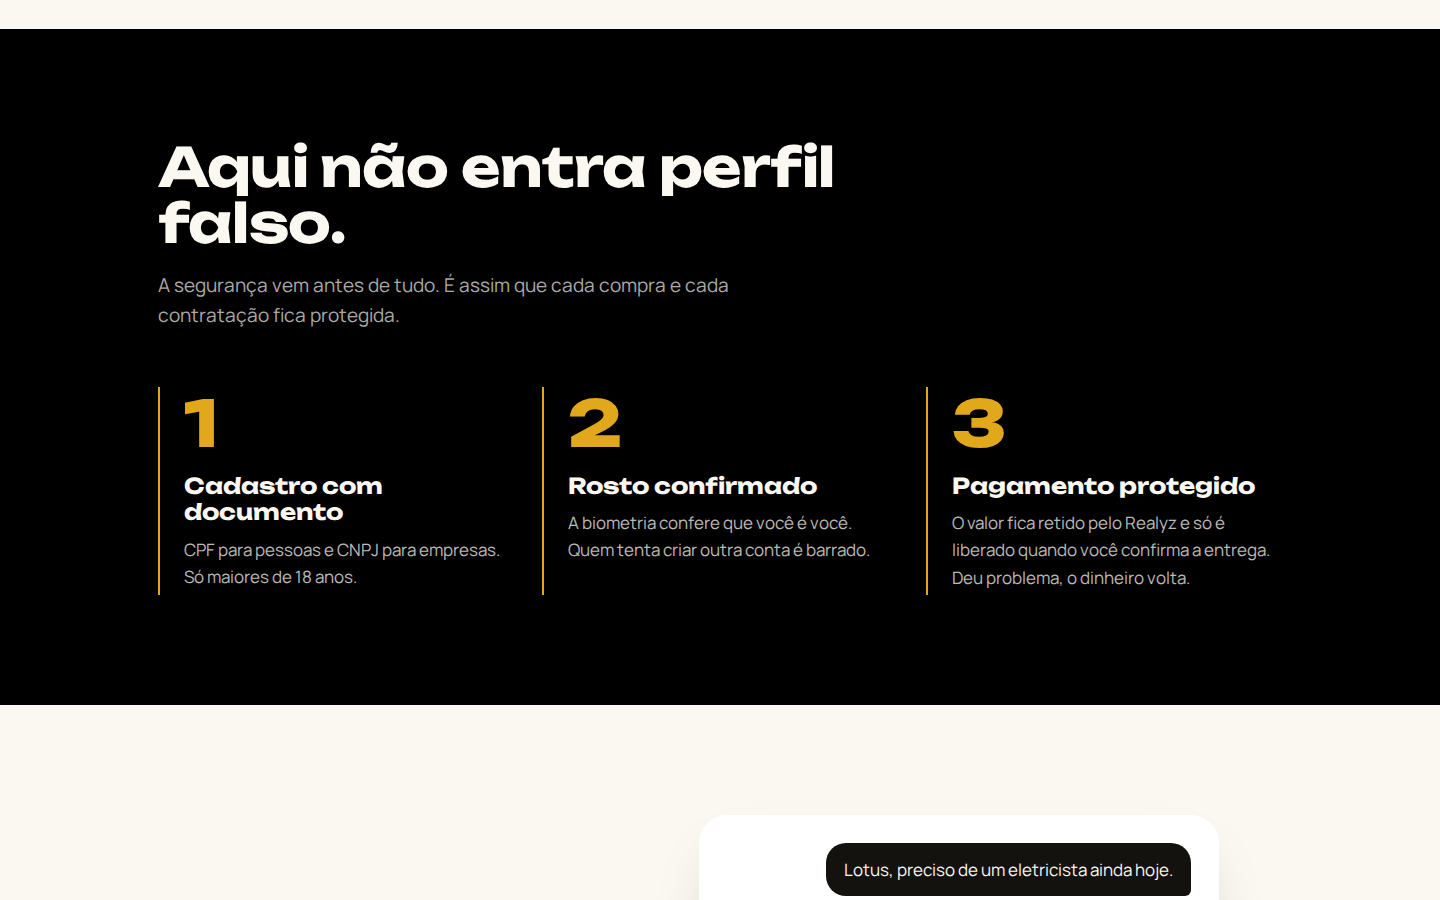 Aqui não entra perfil
falso.
A segurança vem antes de tudo. É assim que cada compra e cada
contratação fica protegida.
1
Cadastro com
documento
CPF para pessoas e CNPJ para empresas.
Só maiores de 18 anos.
2
Rosto confirmado
A biometria confere que você é você.
Quem tenta criar outra conta é barrado.
3
Pagamento protegido
O valor fica retido pelo Realyz e só é
liberado quando você confirma a entrega.
Deu problema, o dinheiro volta.
Lotus, preciso de um eletricista ainda hoje.